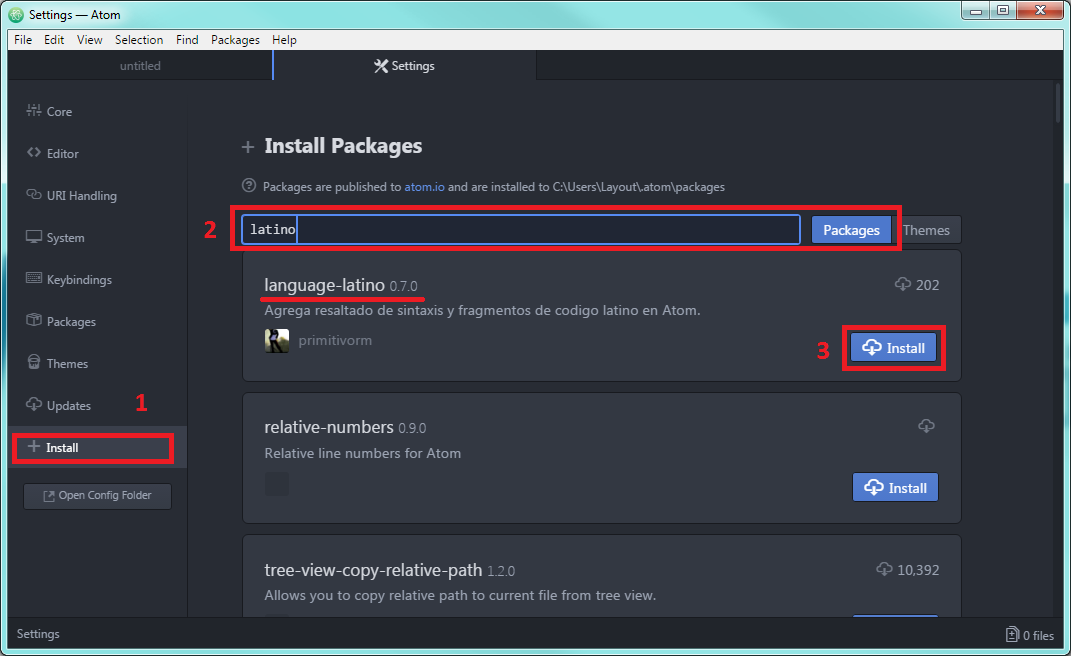 Settings — Atom
File Edit View Selection Find Packages Help
untitled
Settings
Core
Editor
URI Handling
System
Keybindings
Packages
Themes
Updates
1
Install
Open Config Folder
Install Packages
Packages are published to atom.io and are installed to C:\Users\Layout\.atom\packages
2
latino
Packages
Themes
language-latino 0.7.0
202
Agrega resaltado de sintaxis y fragmentos de codigo latino en Atom.
primitivorm
3
Install
relative-numbers 0.9.0
Relative line numbers for Atom
Install
tree-view-copy-relative-path 1.2.0
10,392
Allows you to copy relative path to current file from tree view.
Settings
0 files